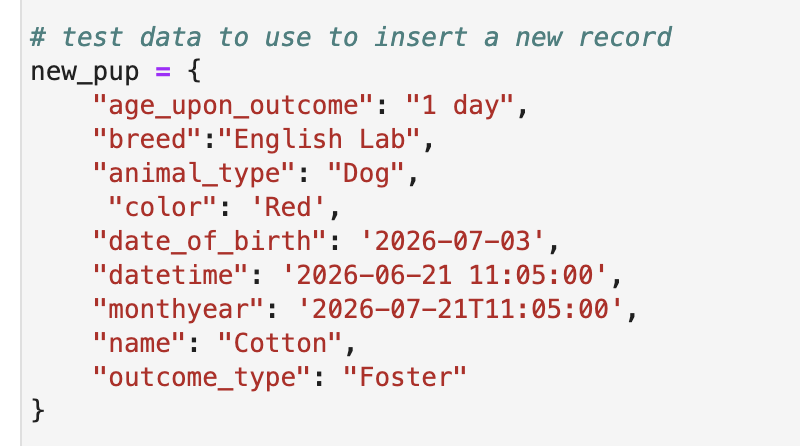 # test data to use to insert a new record
new_pup = {
    "age_upon_outcome": "1 day",
    "breed":"English Lab",
    "animal_type": "Dog",
     "color": 'Red',
    "date_of_birth": '2026-07-03',
    "datetime": '2026-06-21 11:05:00',
    "monthyear": '2026-07-21T11:05:00',
    "name": "Cotton",
    "outcome_type": "Foster"
}